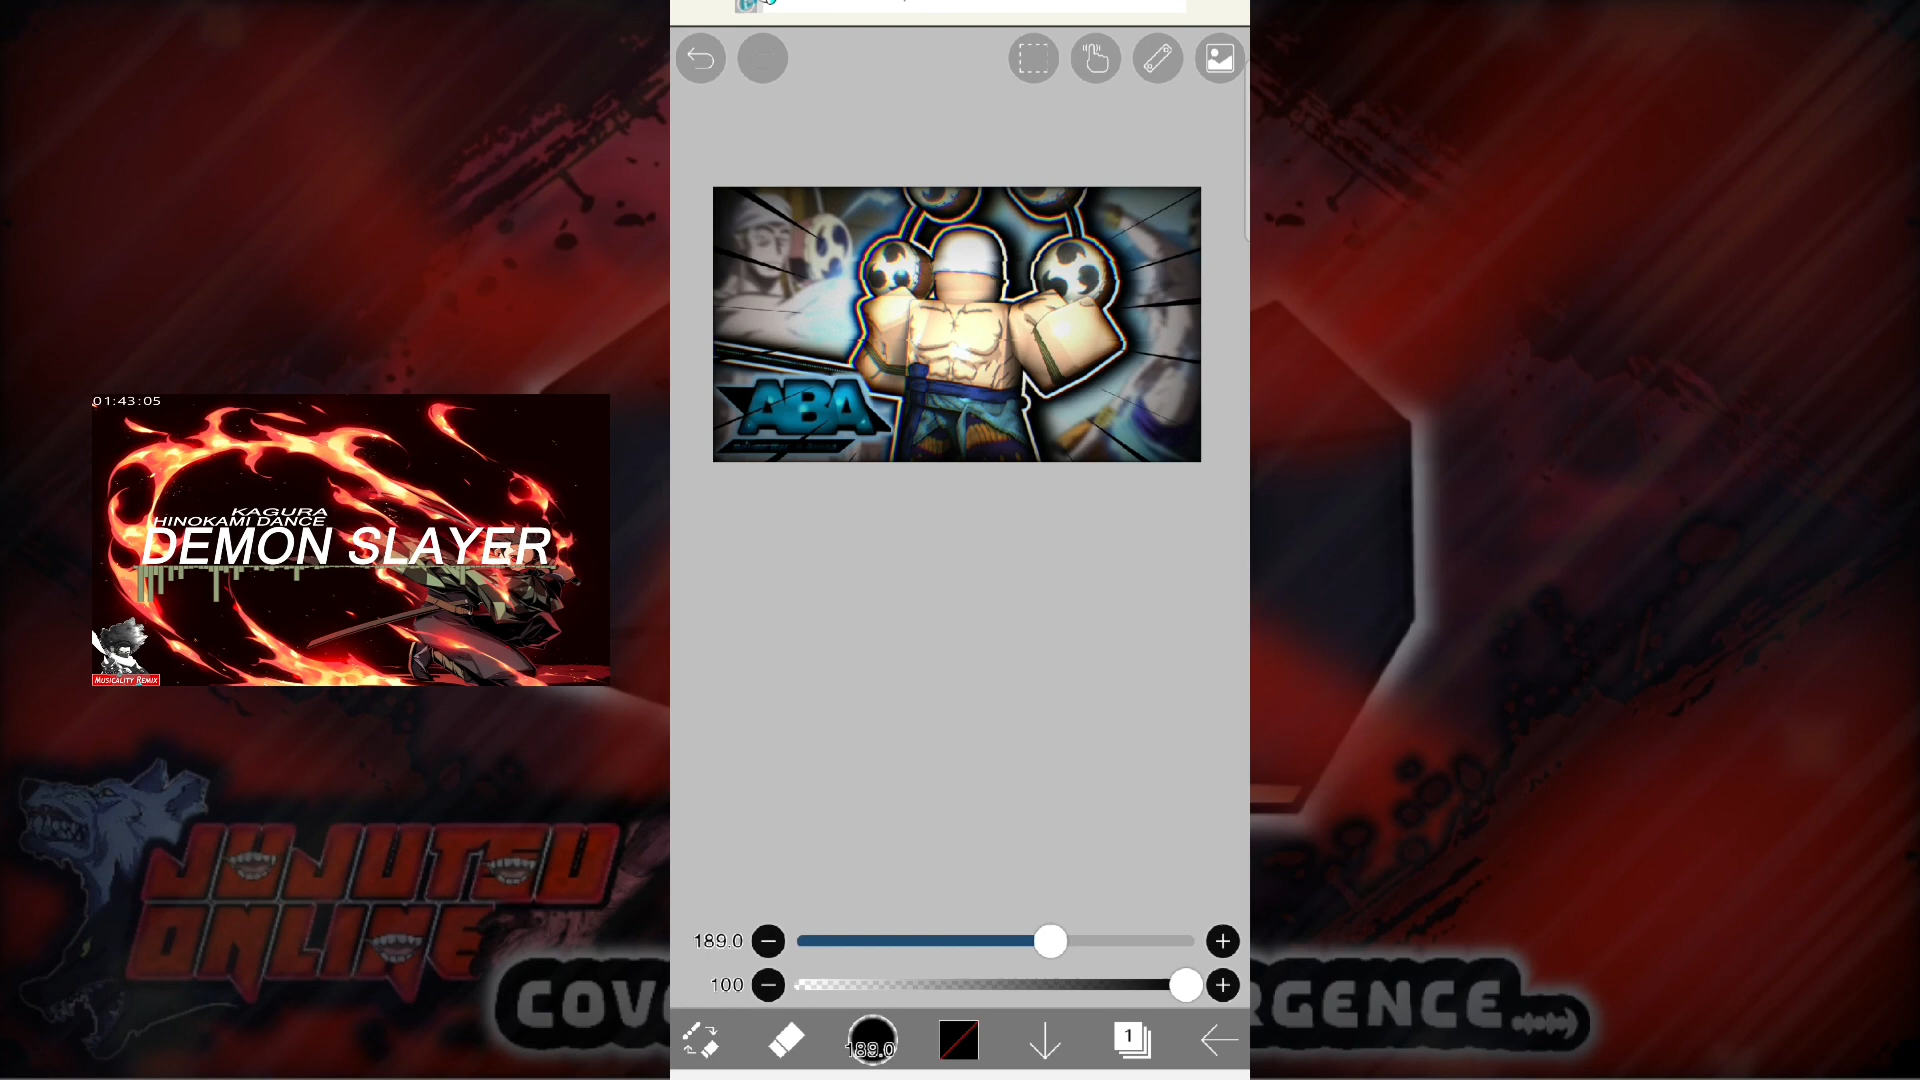 01:43:05
KAGURA
HINOKAMI DANCE
DEMON SLAYER
MUSICALITY REMIX
ABA
JUJUTSU
ONLINE
COV
RGENCE
189.0
100
189.0
1